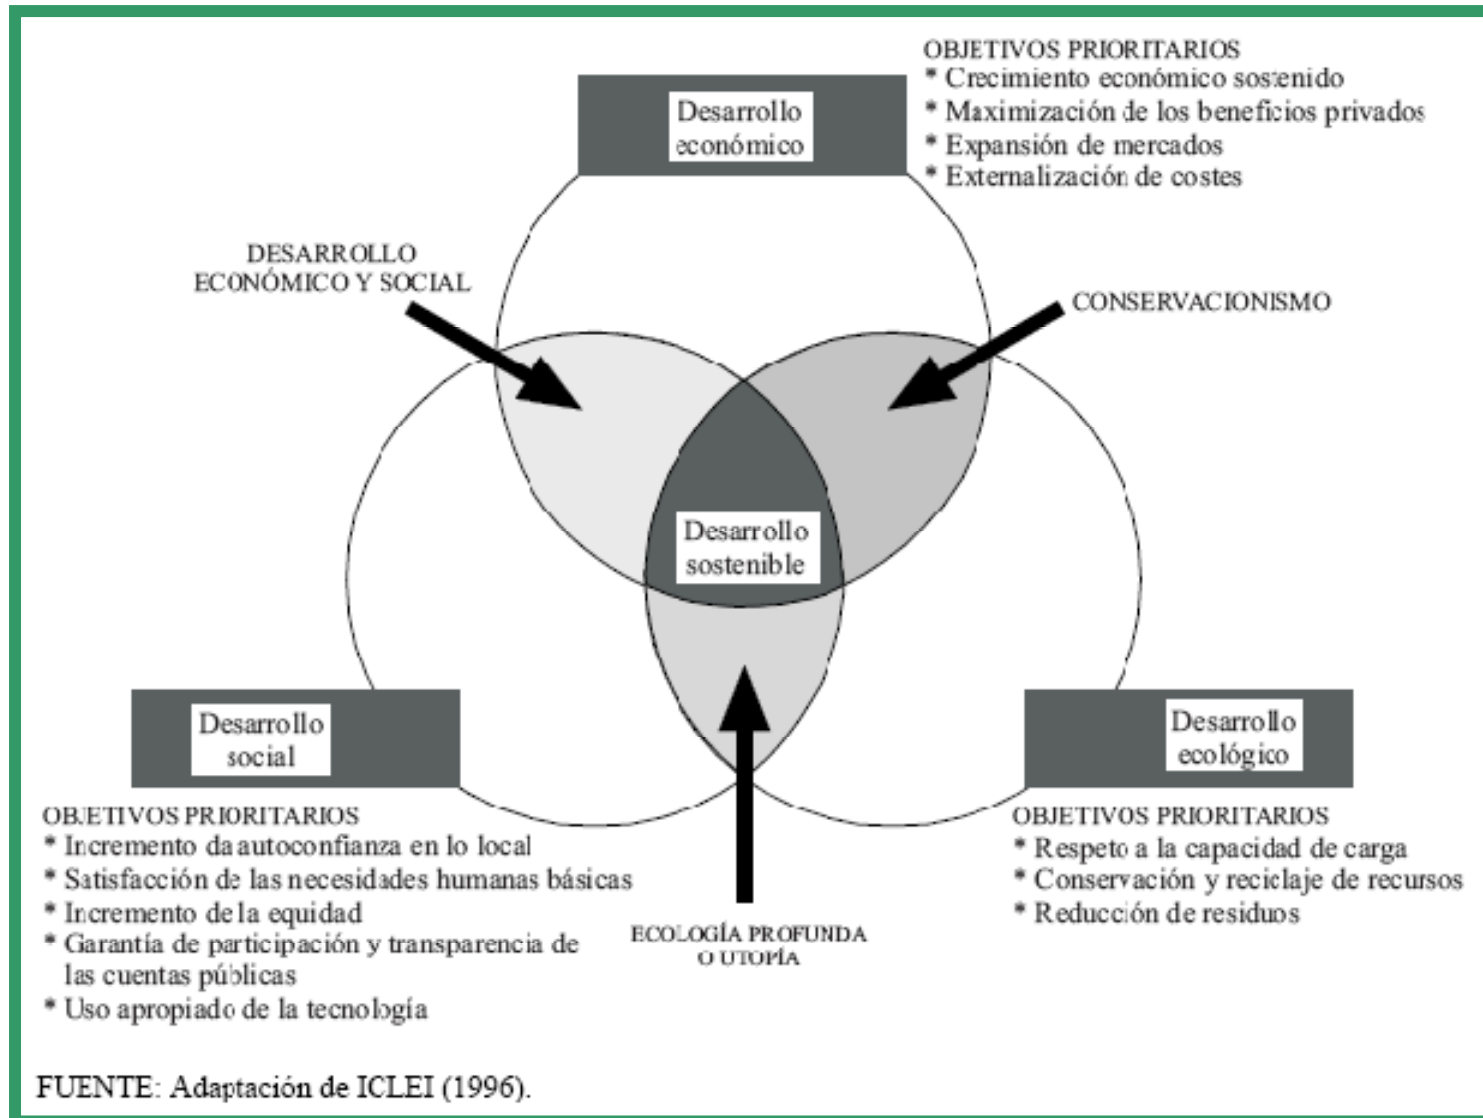 OBJETIVOS PRIORITARIOS
* Crecimiento económico sostenido
* Maximización de los beneficios privados
* Expansión de mercados
* Externalización de costes
Desarrollo
económico
DESARROLLO
ECONÓMICO Y SOCIAL
CONSERVACIONISMO
Desarrollo
sostenible
Desarrollo
social
Desarrollo
ecológico
OBJETIVOS PRIORITARIOS
* Incremento da autoconfianza en lo local
* Satisfacción de las necesidades humanas básicas
* Incremento de la equidad
* Garantía de participación y transparencia de
las cuentas públicas
* Uso apropiado de la tecnología
ECOLOGÍA PROFUNDA
O UTOPÍA
OBJETIVOS PRIORITARIOS
* Respeto a la capacidad de carga
* Conservación y reciclaje de recursos
* Reducción de residuos
FUENTE: Adaptación de ICLEI (1996).